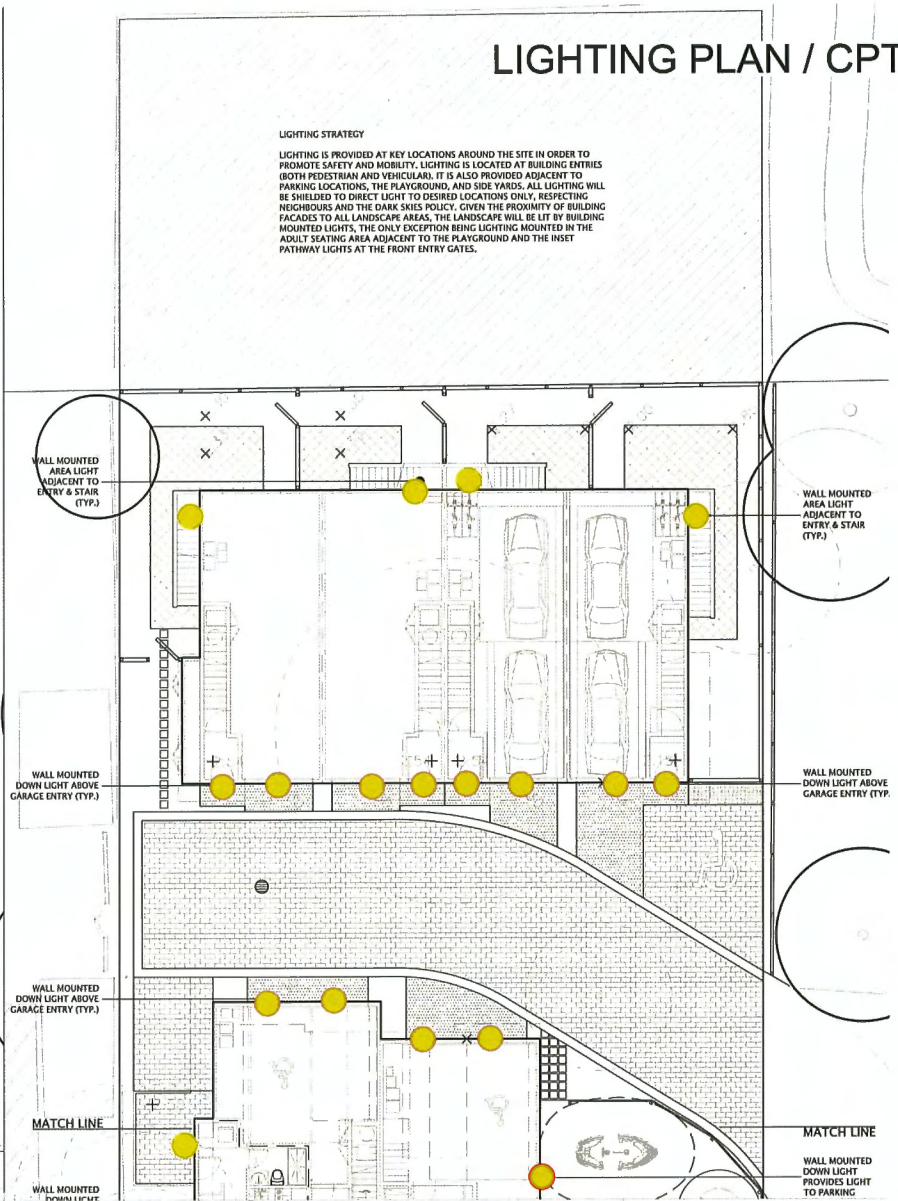 LIGHTING PLAN / CPT
LIGHTING STRATEGY
LIGHTING IS PROVIDED AT KEY LOCATIONS AROUND THE SITE IN ORDER TO
PROMOTE SAFETY AND MOBILITY. LIGHTING IS LOCATED AT BUILDING ENTRIES
(BOTH PEDESTRIAN AND VEHICULAR). IT IS ALSO PROVIDED ADJACENT TO
PARKING LOCATIONS, THE PLAYGROUND, AND SIDE YARDS. ALL LIGHTING WILL
BE SHIELDED TO DIRECT LIGHT TO DESIRED LOCATIONS ONLY, RESPECTING
NEIGHBOURS AND THE DARK SKIES POLICY. GIVEN THE PROXIMITY OF BUILDING
FACADES TO ALL LANDSCAPE AREAS, THE LANDSCAPE WILL BE LIT BY BUILDING
MOUNTED LIGHTS, THE ONLY EXCEPTION BEING LIGHTING MOUNTED IN THE
ADULT SEATING AREA ADJACENT TO THE PLAYGROUND AND THE INSET
PATHWAY LIGHTS AT THE FRONT ENTRY GATES.
WALL MOUNTED
AREA LIGHT
ADJACENT TO
ENTRY & STAIR
(TYP.)
WALL MOUNTED
AREA LIGHT
ADJACENT TO
ENTRY & STAIR
(TYP.)
WALL MOUNTED
DOWN LIGHT ABOVE
GARAGE ENTRY (TYP.)
WALL MOUNTED
DOWN LIGHT ABOVE
GARAGE ENTRY (TYP.
WALL MOUNTED
DOWN LIGHT ABOVE
GARAGE ENTRY (TYP.)
MATCH LINE
MATCH LINE
WALL MOUNTED
DOWN LIGHT
PROVIDES LIGHT
TO PARKING
WALL MOUNTED
DOWN LIGHT